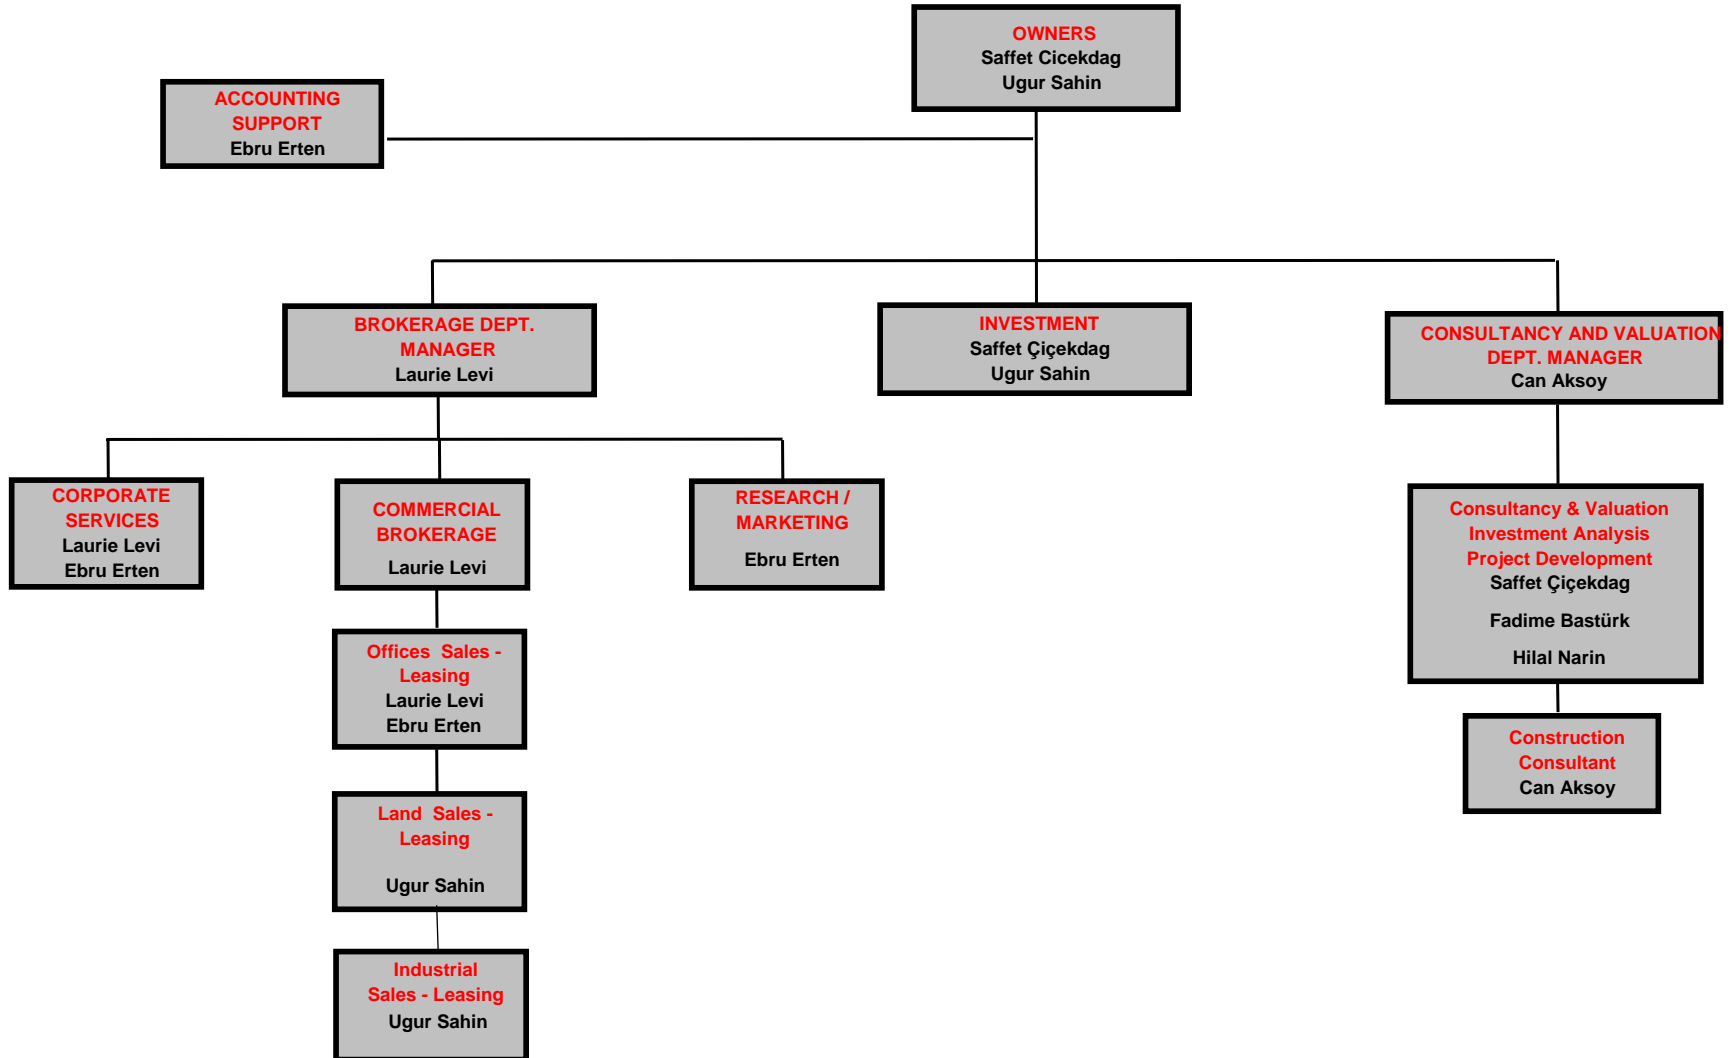 OWNERS
Saffet Cicekdag
Ugur Sahin
ACCOUNTING
SUPPORT
Ebru Erten
BROKERAGE DEPT.
MANAGER
Laurie Levi
INVESTMENT
Saffet Çiçekdag
Ugur Sahin
CONSULTANCY AND VALUATION
DEPT. MANAGER
Can Aksoy
CORPORATE
SERVICES
Laurie Levi
Ebru Erten
COMMERCIAL
BROKERAGE
Laurie Levi
RESEARCH /
MARKETING
Ebru Erten
Consultancy & Valuation
Investment Analysis
Project Development
Saffet Çiçekdag
Fadime Bastürk
Hilal Narin
Offices  Sales -
Leasing
Laurie Levi
Ebru Erten
Construction
Consultant
Can Aksoy
Land  Sales -
Leasing
Ugur Sahin
Industrial
Sales - Leasing
Ugur Sahin